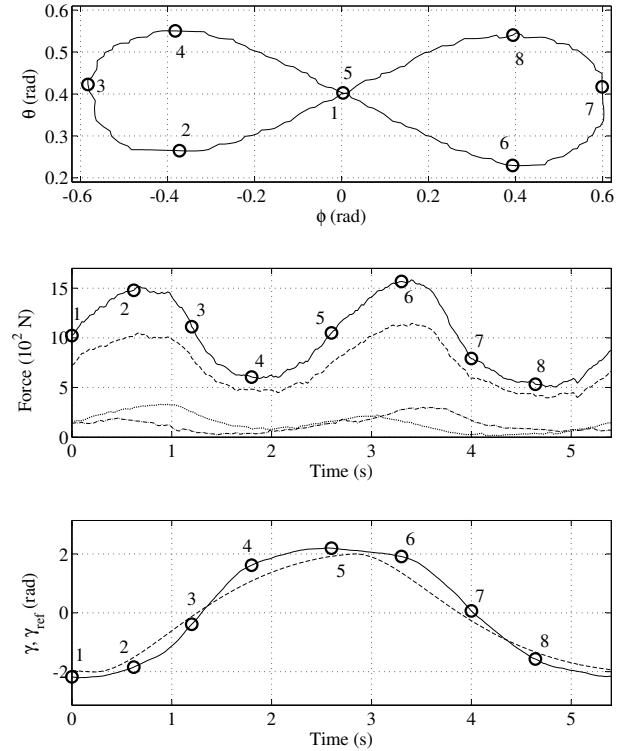 0.6
0.5
0.4
0.3
0.2
θ (rad)
4
3
2
5
1
8
7
6
-0.6 -0.4 -0.2 0 0.2 0.4 0.6
ϕ (rad)
15
10
5
0
Force (10² N)
1 2 3 4 5 6 7 8
0 1 2 3 4 5
Time (s)
2
0
-2
γ, γ_ref (rad)
1 2 3 4 5 6 7 8
0 1 2 3 4 5
Time (s)